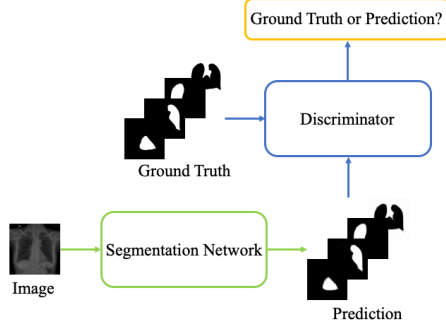 Ground Truth or Prediction?
Discriminator
Ground Truth
Segmentation Network
Image
Prediction